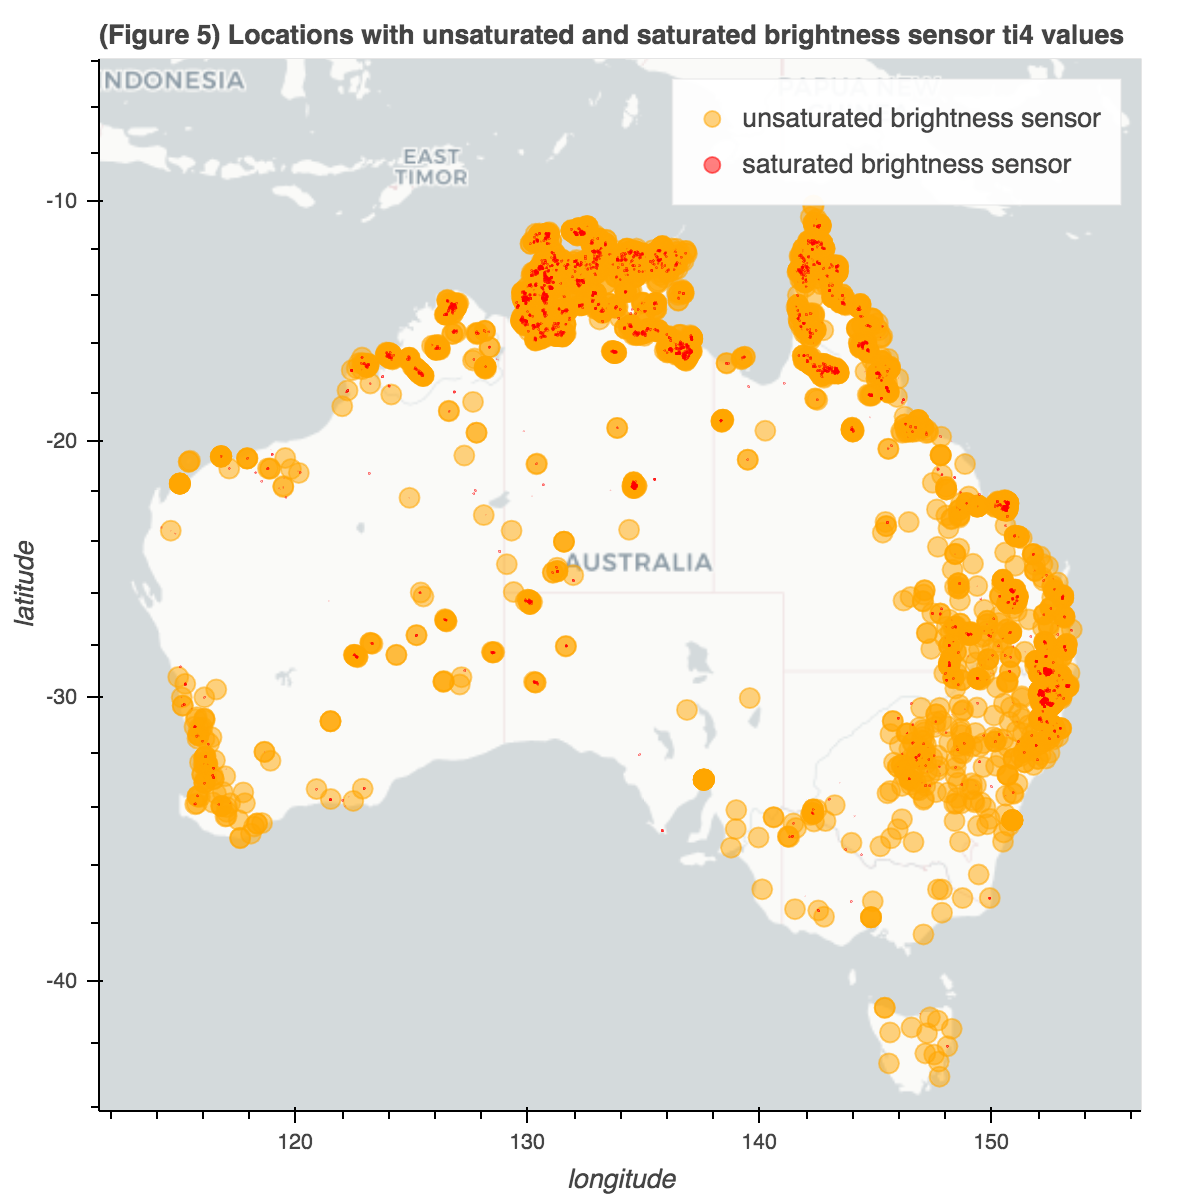 (Figure 5) Locations with unsaturated and saturated brightness sensor ti4 values
NDONESIA
PAPUA NEW
unsaturated brightness sensor
saturated brightness sensor
EAST
TIMOR
AUSTRALIA
-10
-20
-30
-40
latitude
120
130
140
150
longitude